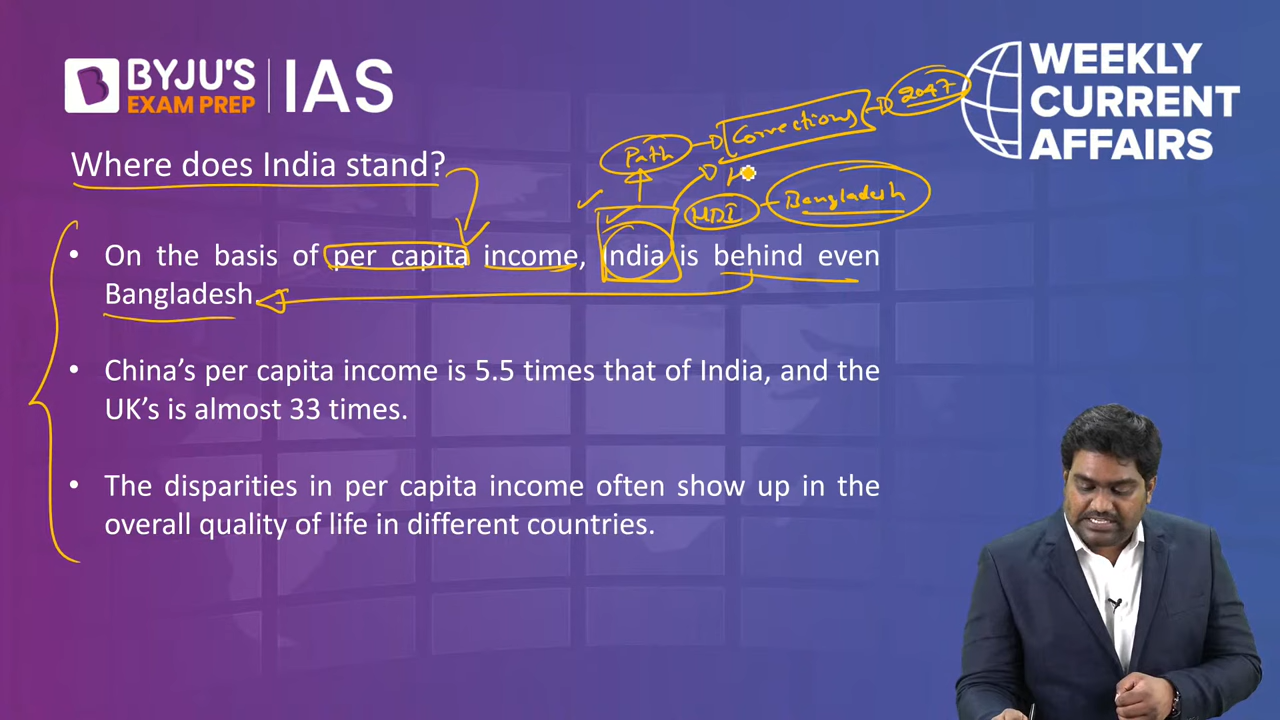 BYJU'S
EXAM PREP
IAS
WEEKLY
CURRENT
AFFAIRS
2047
Corrections
Path
Where does India stand?
HDI
Bangladesh
• On the basis of per capita income, India is behind even
Bangladesh.
• China's per capita income is 5.5 times that of India, and the
UK's is almost 33 times.
• The disparities in per capita income often show up in the
overall quality of life in different countries.